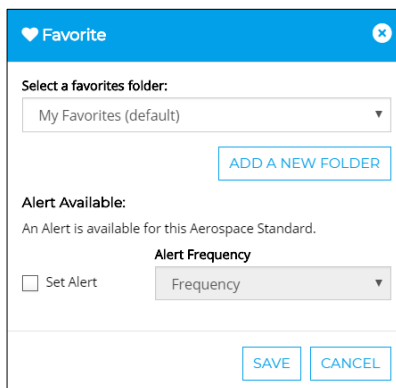 Favorite
Select a favorites folder:
My Favorites (default)
ADD A NEW FOLDER
Alert Available:
An Alert is available for this Aerospace Standard.
Alert Frequency
Set Alert
Frequency
SAVE CANCEL